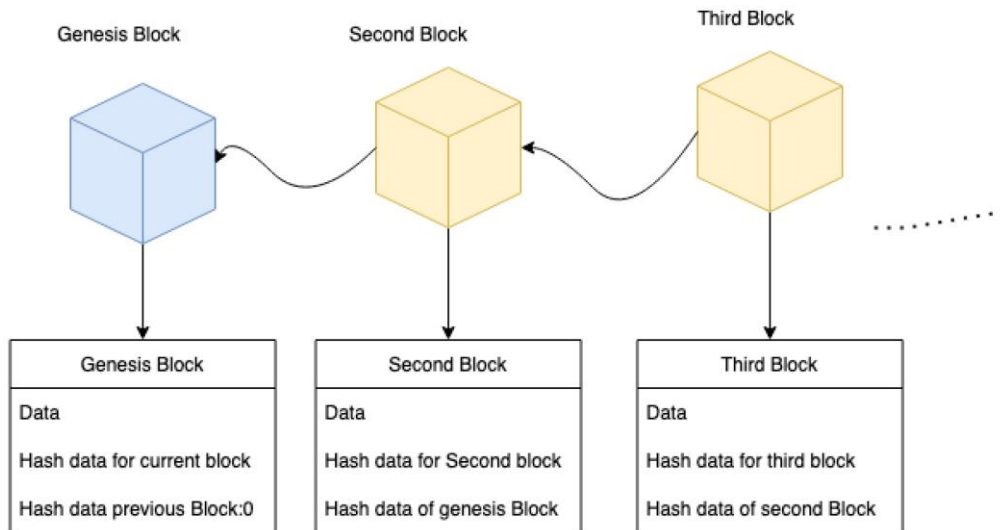 Genesis Block
Second Block
Third Block
Genesis Block
Data
Hash data for current block
Hash data previous Block:0
Second Block
Data
Hash data for Second block
Hash data of genesis Block
Third Block
Data
Hash data for third block
Hash data of second Block